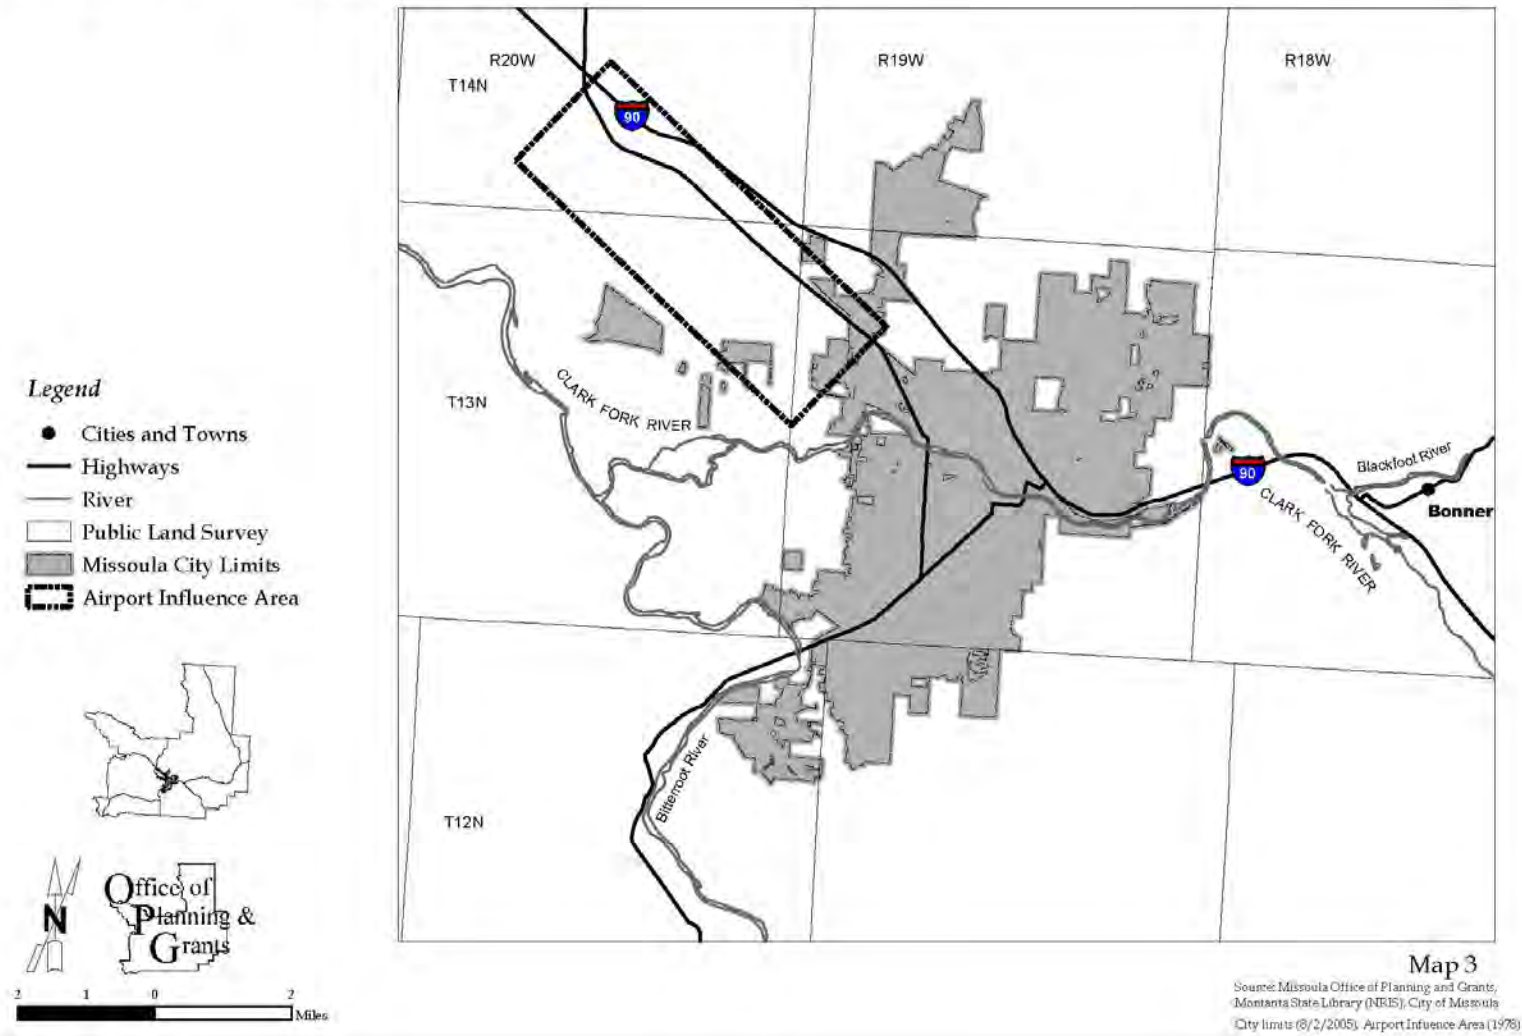 R20W
R19W
R18W
T14N
90
T13N
CLARK FORK RIVER
Blackfoot River
90
CLARK FORK RIVER
Bonner
T12N
Bitterroot River
Legend
Cities and Towns
Highways
River
Public Land Survey
Missoula City Limits
Airport Influence Area
N
Office of
Planning &
Grants
2 1 0 2
Miles
Map 3
Source: Missoula Office of Planning and Grants,
Montanta State Library (NRIS), City of Missoula
City limits (8/2/2005), Airport Infuence Area (1978)